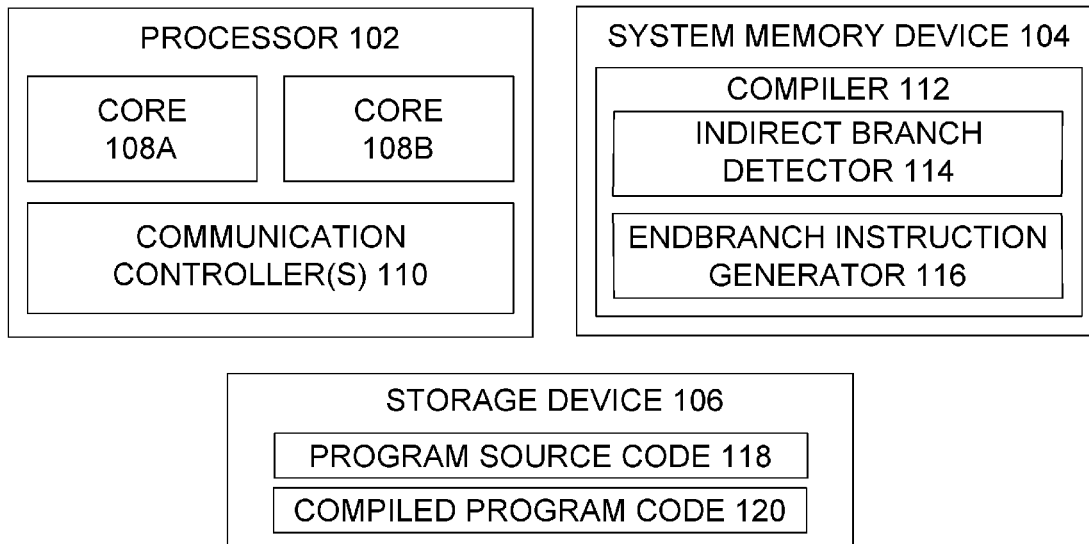 PROCESSOR 102
CORE
108A
CORE
108B
COMMUNICATION
CONTROLLER(S) 110
SYSTEM MEMORY DEVICE 104
COMPILER 112
INDIRECT BRANCH
DETECTOR 114
ENDBRANCH INSTRUCTION
GENERATOR 116
STORAGE DEVICE 106
PROGRAM SOURCE CODE 118
COMPILED PROGRAM CODE 120